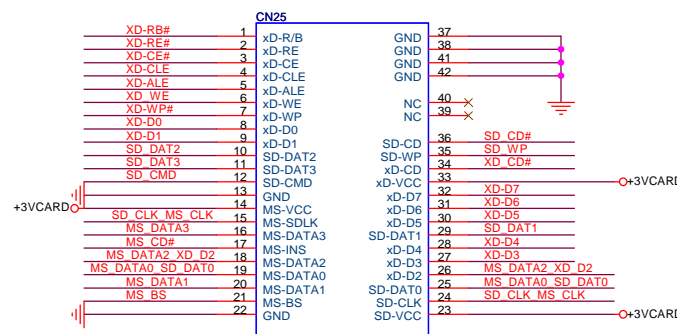 CN25
XD-RB# 1 xD-R/B GND 37
XD-RE# 2 xD-RE GND 38
XD-CE# 3 xD-CE GND 41
XD-CLE 4 xD-CLE GND 42
XD-ALE 5 xD-ALE
XD_WE 6 xD-WE NC 40
XD-WP# 7 xD-WP NC 39
XD-D0 8 xD-D0
XD-D1 9 xD-D1 SD-CD 36 SD_CD#
SD_DAT2 10 SD-DAT2 SD-WP 35 SD_WP
SD_DAT3 11 SD-DAT3 xD-CD 34 XD_CD#
SD_CMD 12 SD-CMD xD-VCC 33 +3VCARD
13 GND xD-D7 32 XD-D7
+3VCARD 14 MS-VCC xD-D6 31 XD-D6
SD_CLK_MS_CLK 15 MS-SDLK xD-D5 30 XD-D5
MS_DATA3 16 MS-DATA3 SD-DAT1 29 SD_DAT1
MS_CD# 17 MS-INS xD-D4 28 XD-D4
MS_DATA2_XD_D2 18 MS-DATA2 xD-D3 27 XD-D3
MS_DATA0_SD_DAT0 19 MS-DATA0 xD-D2 26 MS_DATA2_XD_D2
MS_DATA1 20 MS-DATA1 SD-DAT0 25 MS_DATA0_SD_DAT0
MS_BS 21 MS-BS SD-CLK 24 SD_CLK_MS_CLK
22 GND SD-VCC 23 +3VCARD